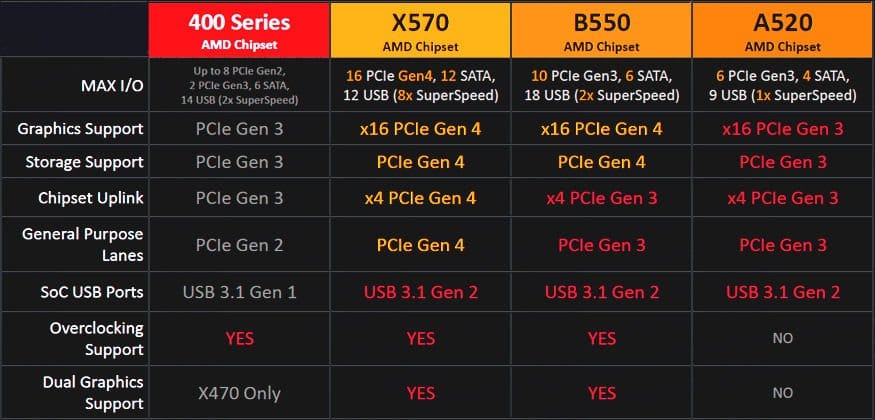 400 Series
AMD Chipset
X570
AMD Chipset
B550
AMD Chipset
A520
AMD Chipset
MAX I/O
Up to 8 PCIe Gen2,
2 PCIe Gen3, 6 SATA,
14 USB (2x SuperSpeed)
16 PCIe Gen4, 12 SATA,
12 USB (8x SuperSpeed)
10 PCIe Gen3, 6 SATA,
18 USB (2x SuperSpeed)
6 PCIe Gen3, 4 SATA,
9 USB (1x SuperSpeed)
Graphics Support
PCIe Gen 3
x16 PCIe Gen 4
x16 PCIe Gen 4
x16 PCIe Gen 3
Storage Support
PCIe Gen 3
PCIe Gen 4
PCIe Gen 4
PCIe Gen 3
Chipset Uplink
PCIe Gen 3
x4 PCIe Gen 4
x4 PCIe Gen 3
x4 PCIe Gen 3
General Purpose
Lanes
PCIe Gen 2
PCIe Gen 4
PCIe Gen 3
PCIe Gen 3
SoC USB Ports
USB 3.1 Gen 1
USB 3.1 Gen 2
USB 3.1 Gen 2
USB 3.1 Gen 2
Overclocking
Support
YES
YES
YES
NO
Dual Graphics
Support
X470 Only
YES
YES
NO